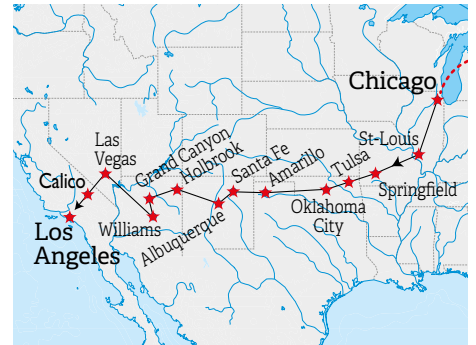 Chicago
St-Louis
Springfield
Tulsa
Oklahoma
City
Amarillo
Santa Fe
Albuquerque
Holbrook
Grand Canyon
Williams
Las
Vegas
Calico
Los
Angeles